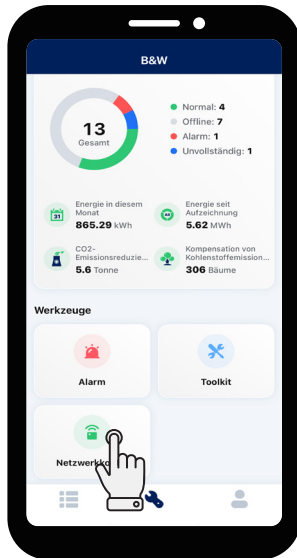 B&W
13
Gesamt
Normal: 4
Offline: 7
Alarm: 1
Unvollständig: 1
Energie in diesem
Monat
865.29 kWh
Energie seit
Aufzeichnung
5.62 MWh
CO2-
Emissionsreduzie...
5.6 Tonne
Kompensation von
Kohlenstoffemission...
306 Bäume
Werkzeuge
Alarm
Toolkit